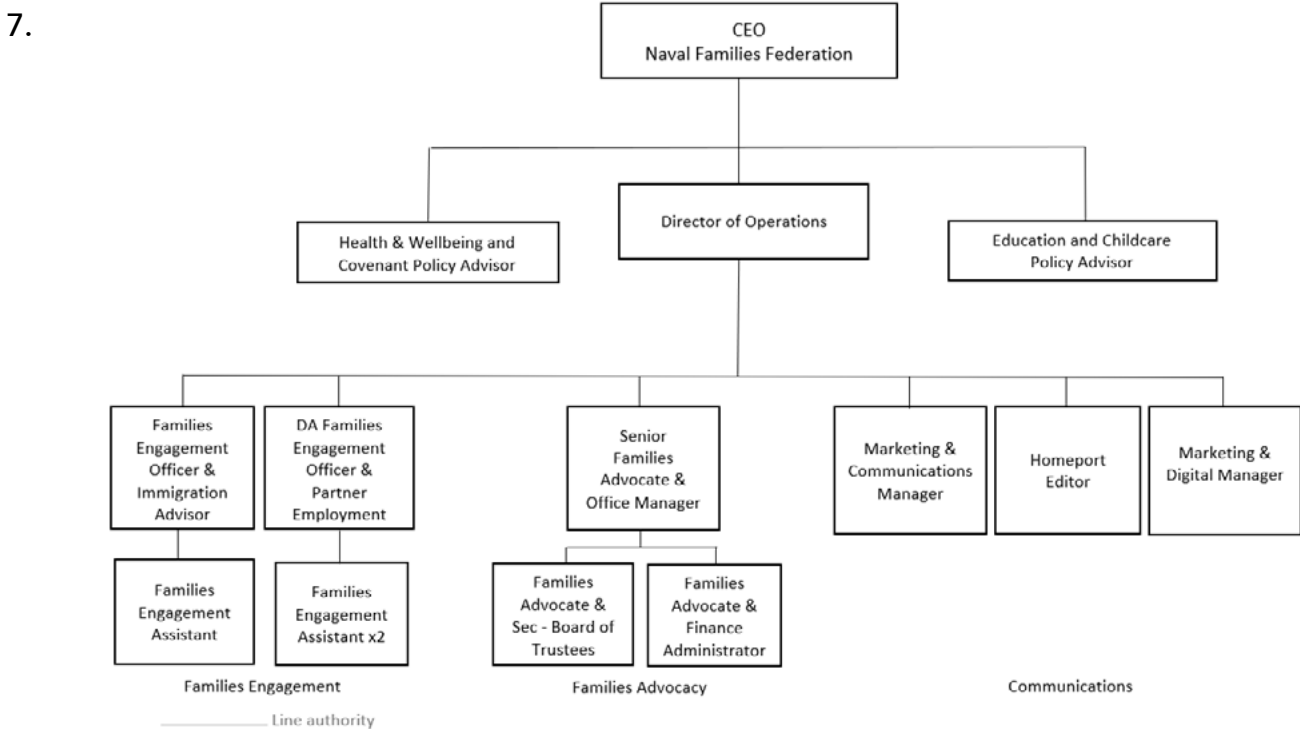 7.
CEO
Naval Families Federation
Director of Operations
Health & Wellbeing and
Covenant Policy Advisor
Education and Childcare
Policy Advisor
Families
Engagement
Officer &
Immigration
Advisor
DA Families
Engagement
Officer &
Partner
Employment
Senior
Families
Advocate &
Office Manager
Marketing &
Communications
Manager
Homeport
Editor
Marketing &
Digital Manager
Families
Engagement
Assistant
Families
Engagement
Assistant x2
Families
Advocate &
Sec - Board of
Trustees
Families
Advocate &
Finance
Administrator
Families Engagement
Families Advocacy
Communications
Line authority